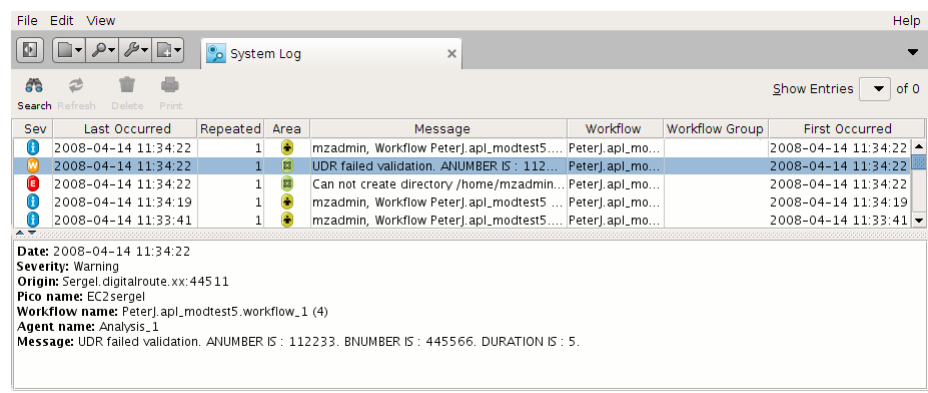 File Edit View Help
System Log
Show Entries of 0
Search Refresh Delete Print
Sev Last Occurred Repeated Area Message Workflow Workflow Group First Occurred
i 2008-04-14 11:34:22 1 mzadmin, Workflow PeterJ.apl_modtest5.... PeterJ.apl_mo... 2008-04-14 11:34:22
W 2008-04-14 11:34:22 1 UDR failed validation. ANUMBER IS : 112... PeterJ.apl_mo... 2008-04-14 11:34:22
E 2008-04-14 11:34:22 1 Can not create directory /home/mzadmin... PeterJ.apl_mo... 2008-04-14 11:34:22
i 2008-04-14 11:34:19 1 mzadmin, Workflow PeterJ.apl_modtest5 ... PeterJ.apl_mo... 2008-04-14 11:34:19
i 2008-04-14 11:33:41 1 mzadmin, Workflow PeterJ.apl_modtest5.... PeterJ.apl_mo... 2008-04-14 11:33:41
Date: 2008-04-14 11:34:22
Severity: Warning
Origin: Sergel.digitalroute.xx:44511
Pico name: EC2sergel
Workflow name: PeterJ.apl_modtest5.workflow_1 (4)
Agent name: Analysis_1
Message: UDR failed validation. ANUMBER IS : 112233. BNUMBER IS : 445566. DURATION IS : 5.